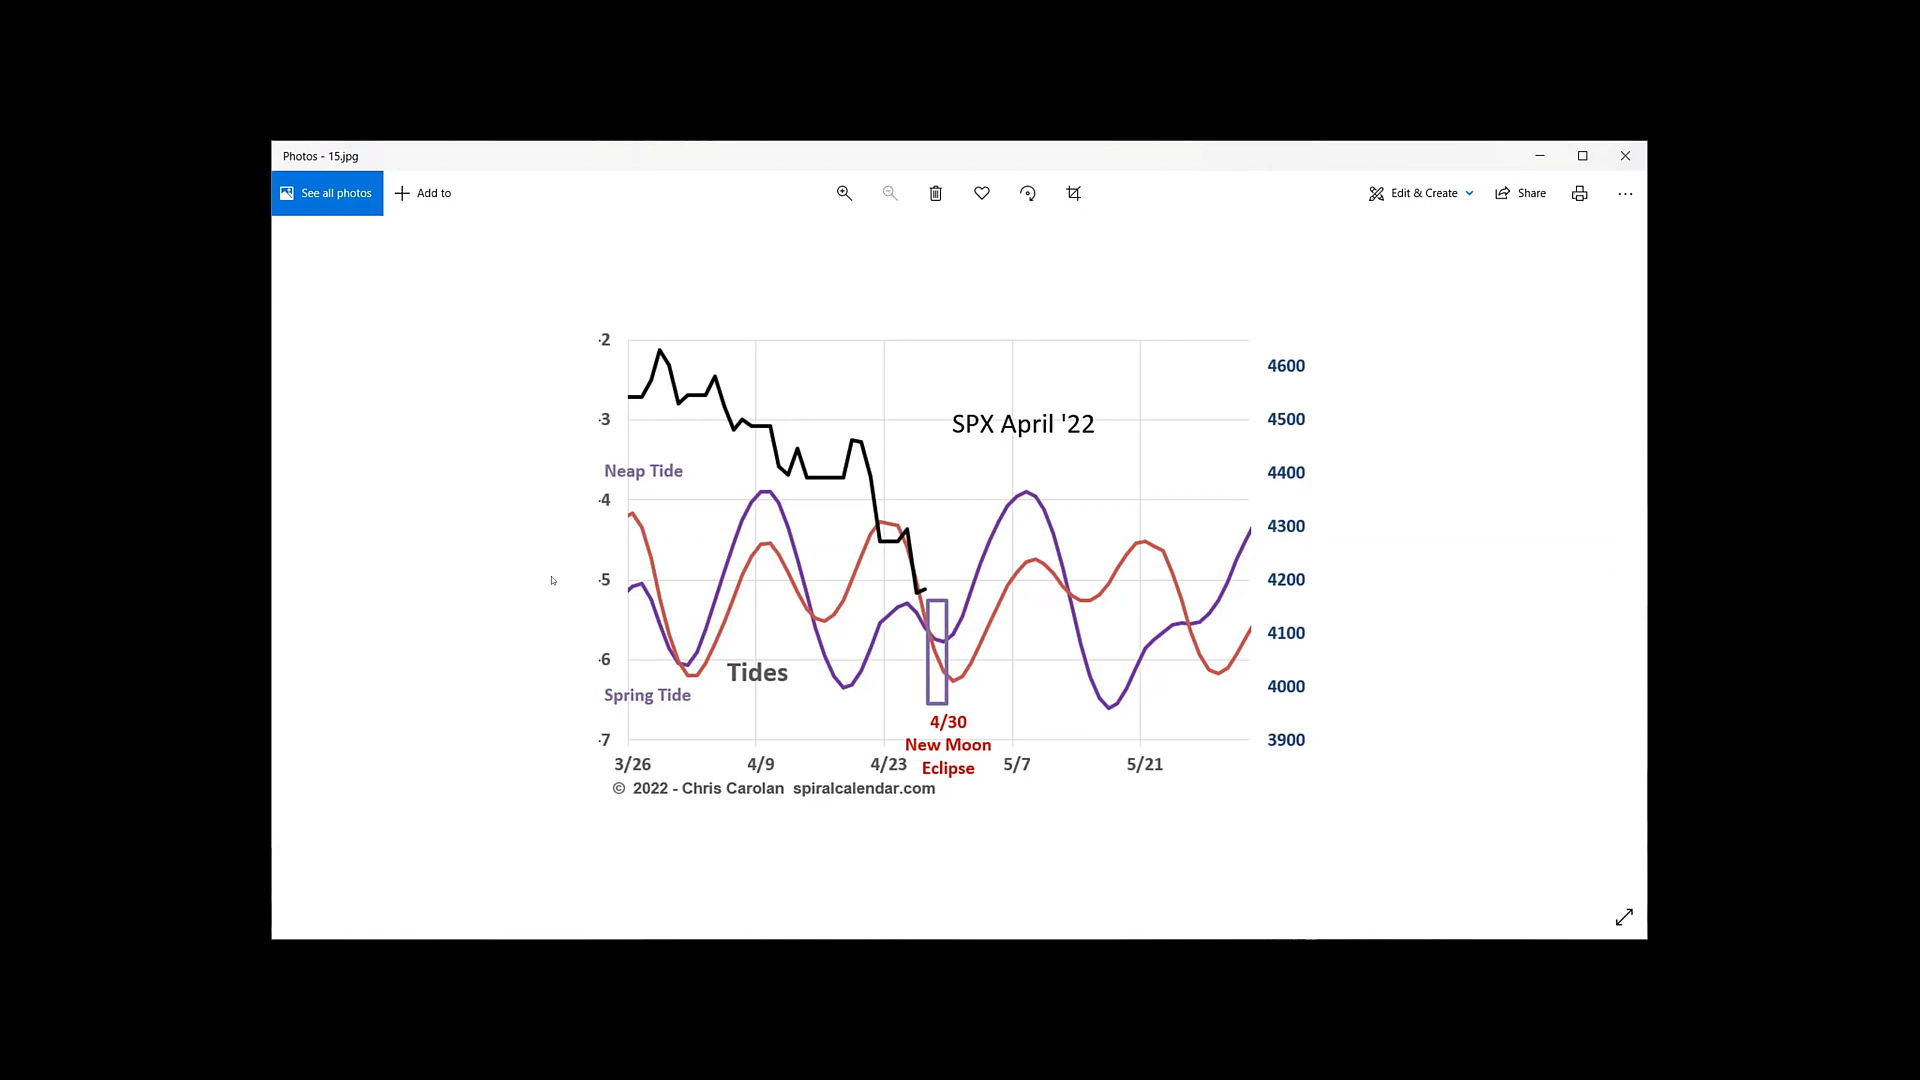 Photos - 15.jpg
See all photos
Add to
Edit & Create
Share
.2
.3
.4
.5
.6
.7
4600
4500
4400
4300
4200
4100
4000
3900
SPX April '22
Neap Tide
Tides
Spring Tide
4/30
New Moon
Eclipse
3/26 4/9 4/23 5/7 5/21
© 2022 - Chris Carolan spiralcalendar.com